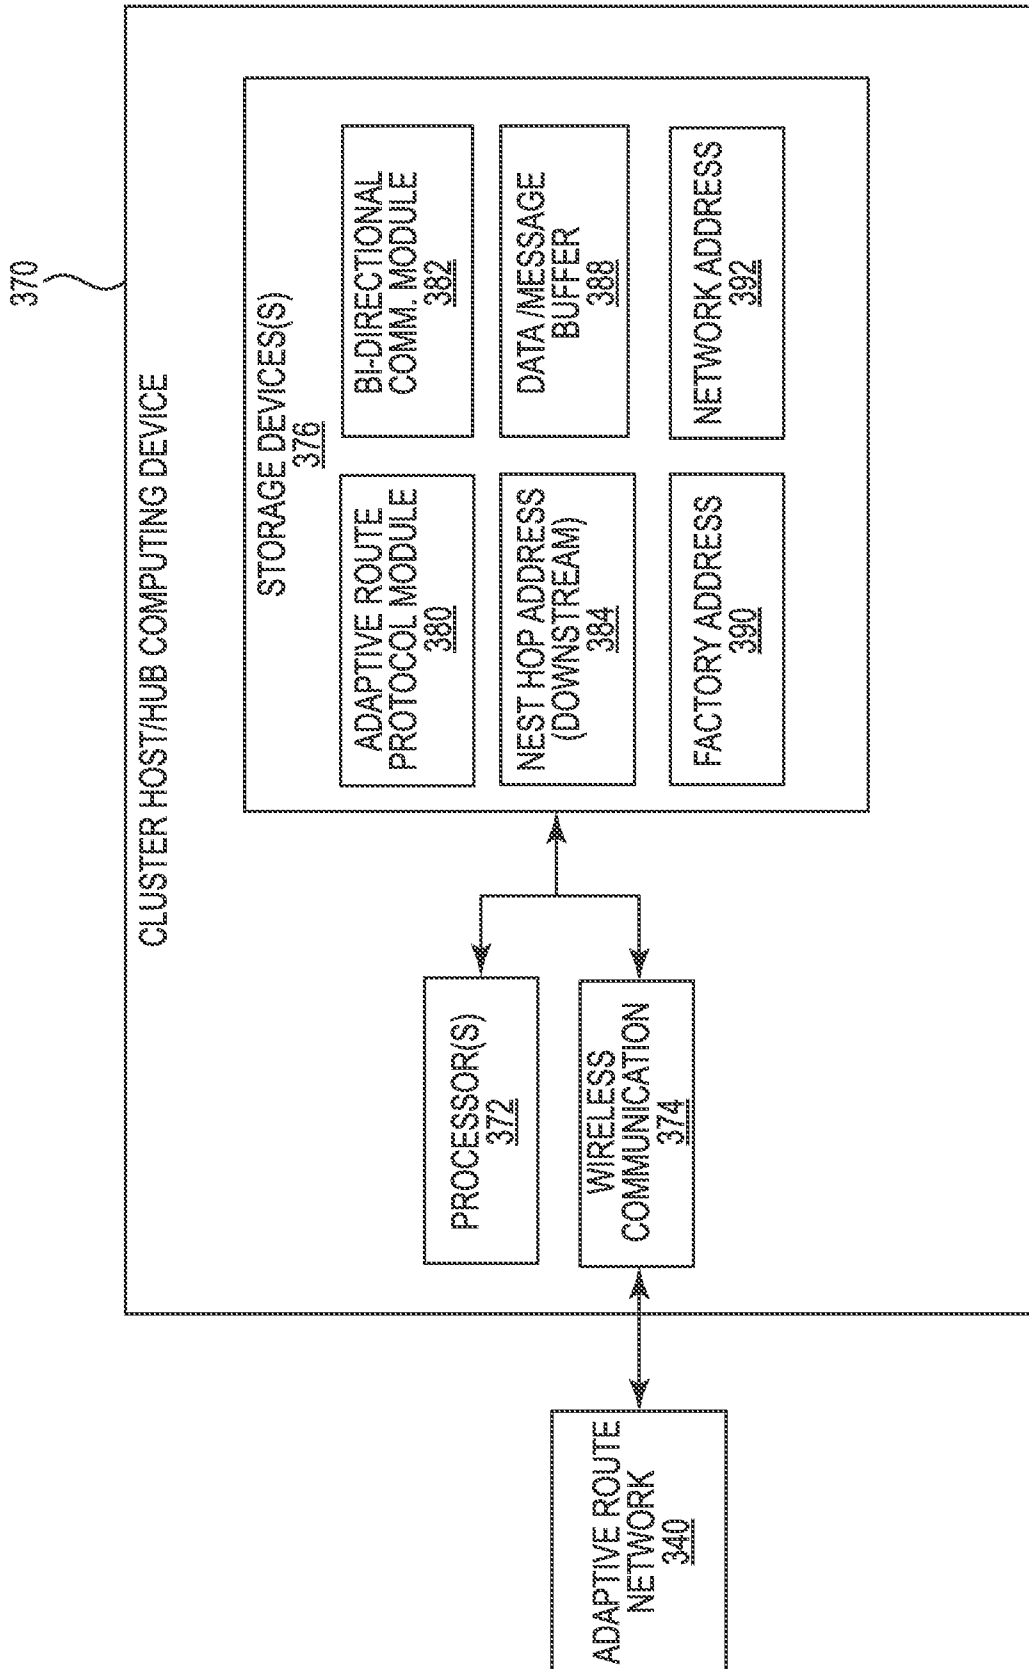 370
CLUSTER HOST/HUB COMPUTING DEVICE
STORAGE DEVICES(S)
376
ADAPTIVE ROUTE
PROTOCOL MODULE
380
BI-DIRECTIONAL
COMM. MODULE
382
NEST HOP ADDRESS
(DOWNSTREAM)
384
DATA /MESSAGE
BUFFER
388
FACTORY ADDRESS
390
NETWORK ADDRESS
392
PROCESSOR(S)
372
WIRELESS
COMMUNICATION
374
ADAPTIVE ROUTE
NETWORK
340